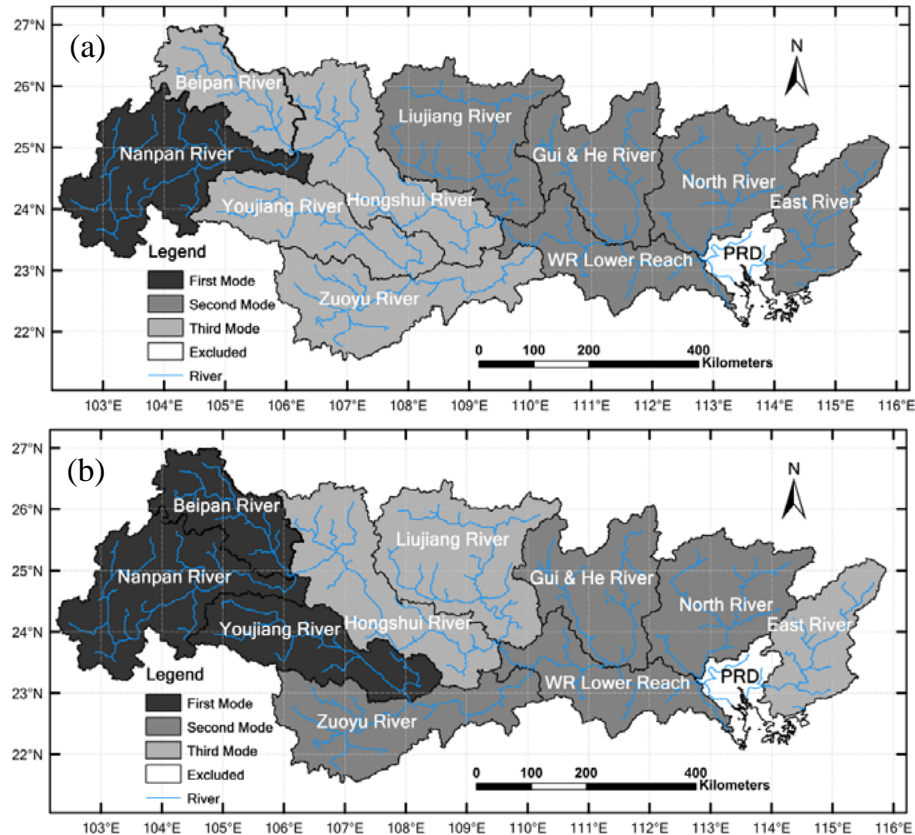 (a)
27°N
26°N
25°N
24°N
23°N
22°N
N
Beipan River
Liujiang River
Nanpan River
Gui & He River
North River
Youjiang River
Hongshui River
East River
PRD
WR Lower Reach
Zuoyu River
Legend
First Mode
Second Mode
Third Mode
Excluded
River
0 100 200 400
Kilometers
103°E 104°E 105°E 106°E 107°E 108°E 109°E 110°E 111°E 112°E 113°E 114°E 115°E 116°E
(b)
27°N
26°N
25°N
24°N
23°N
22°N
N
Beipan River
Liujiang River
Nanpan River
Gui & He River
North River
Youjiang River
Hongshui River
East River
PRD
WR Lower Reach
Zuoyu River
Legend
First Mode
Second Mode
Third Mode
Excluded
River
0 100 200 400
Kilometers
103°E 104°E 105°E 106°E 107°E 108°E 109°E 110°E 111°E 112°E 113°E 114°E 115°E 116°E